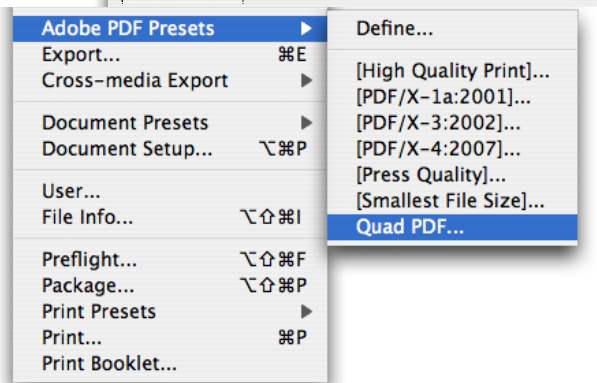 Adobe PDF Presets ▶
Export... ⌘E
Cross-media Export ▶
Document Presets ▶
Document Setup... ⌥⌘P
User...
File Info... ⌥⇧⌘I
Preflight... ⌥⇧⌘F
Package... ⌥⇧⌘P
Print Presets ▶
Print... ⌘P
Print Booklet...
Define...
[High Quality Print]...
[PDF/X-1a:2001]...
[PDF/X-3:2002]...
[PDF/X-4:2007]...
[Press Quality]...
[Smallest File Size]...
Quad PDF...